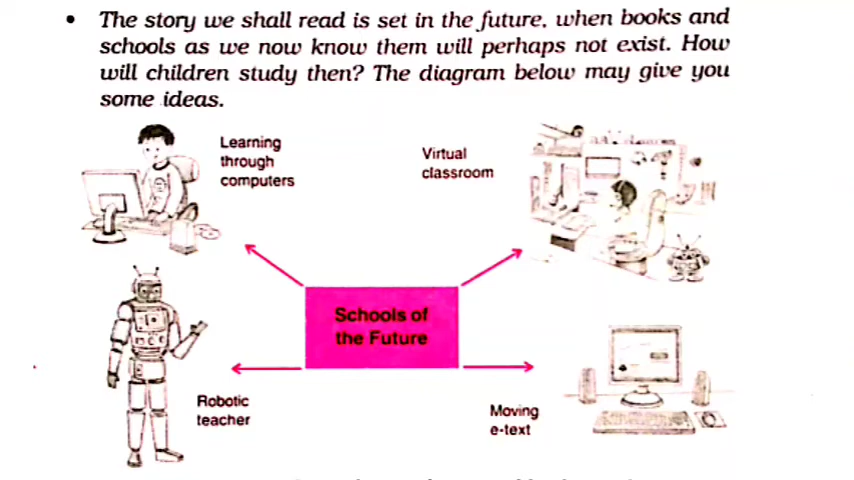 • The story we shall read is set in the future, when books and
schools as we now know them will perhaps not exist. How
will children study then? The diagram below may give you
some ideas.
Learning
through
computers
Virtual
classroom
Schools of
the Future
Robotic
teacher
Moving
e-text